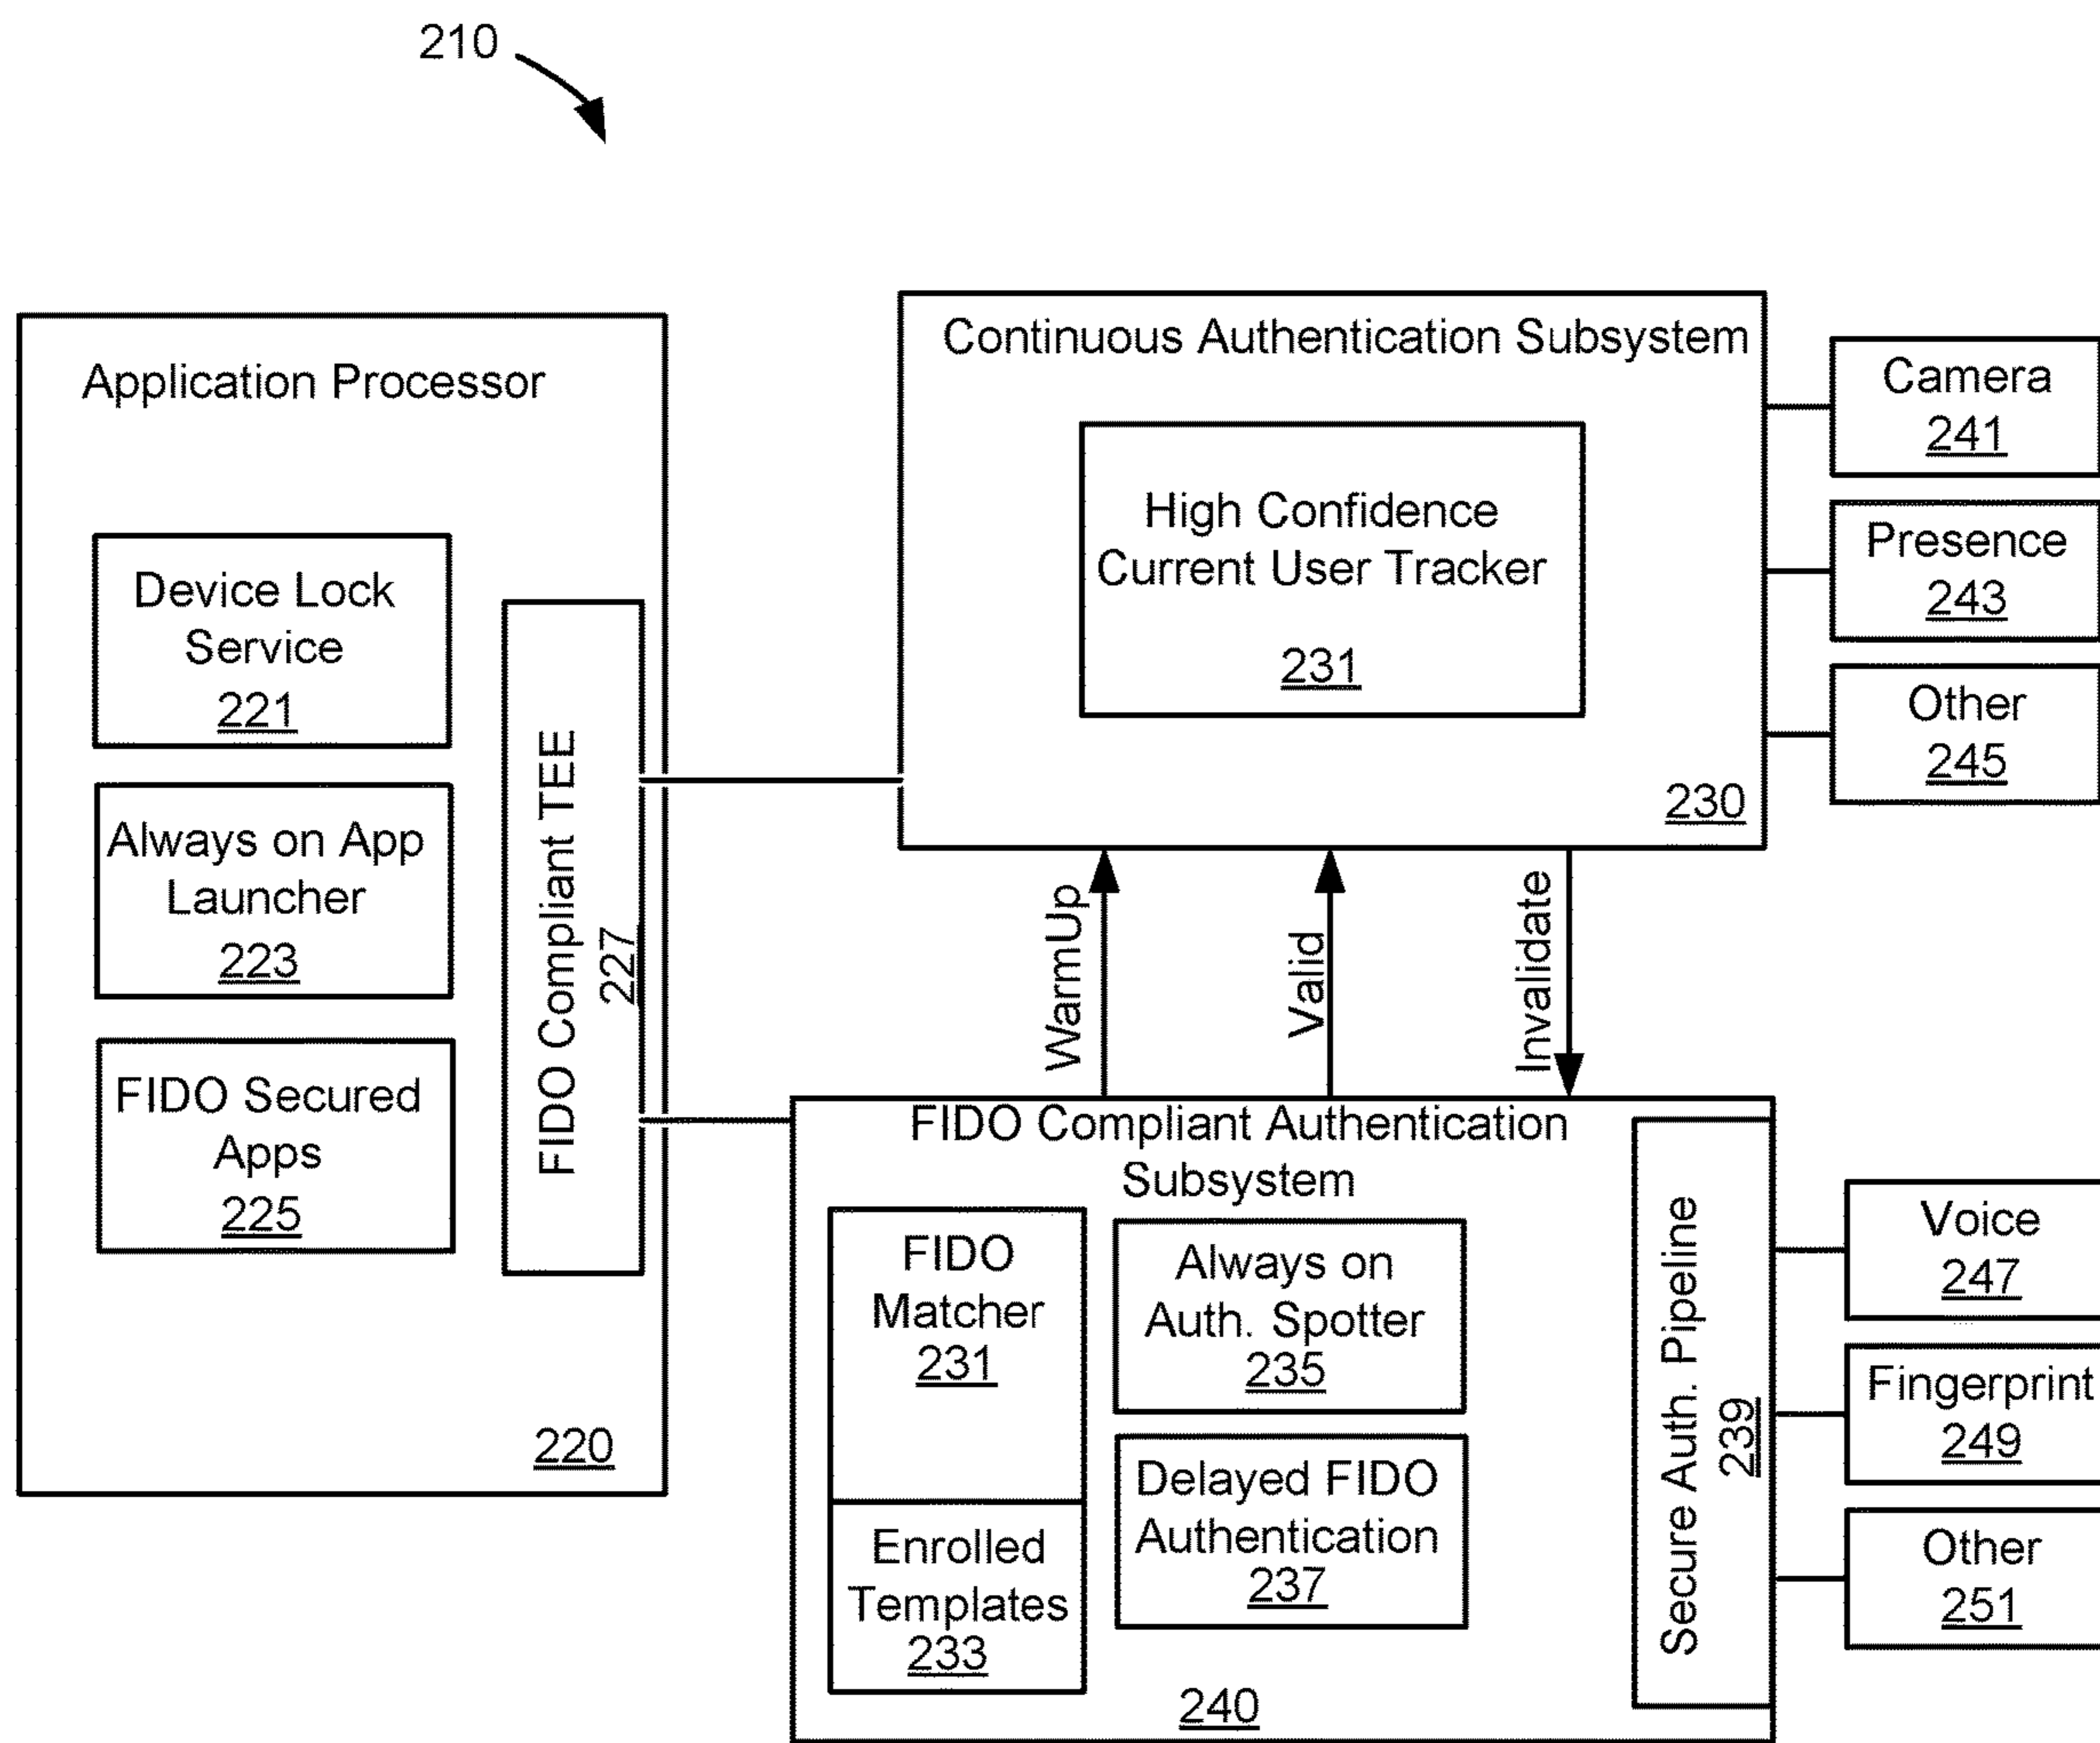 210
Application Processor
Device Lock
Service
221
Always on App
Launcher
223
FIDO Secured
Apps
225
FIDO Compliant TEE
227
220
Continuous Authentication Subsystem
High Confidence
Current User Tracker
231
230
Camera
241
Presence
243
Other
245
WarmUp
Valid
Invalidate
FIDO Compliant Authentication
Subsystem
FIDO
Matcher
231
Enrolled
Templates
233
Always on
Auth. Spotter
235
Delayed FIDO
Authentication
237
Secure Auth. Pipeline
239
240
Voice
247
Fingerprint
249
Other
251